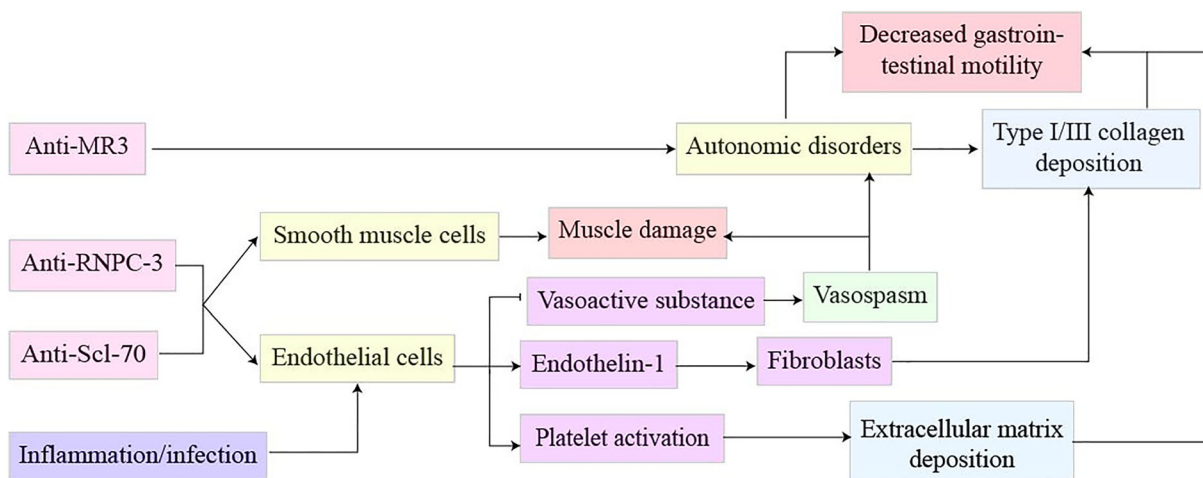 Decreased gastroin-
testinal motility
Anti-MR3
Autonomic disorders
Type I/III collagen
deposition
Smooth muscle cells
Muscle damage
Anti-RNPC-3
Vasoactive substance
Vasospasm
Anti-Scl-70
Endothelial cells
Endothelin-1
Fibroblasts
Inflammation/infection
Platelet activation
Extracellular matrix
deposition